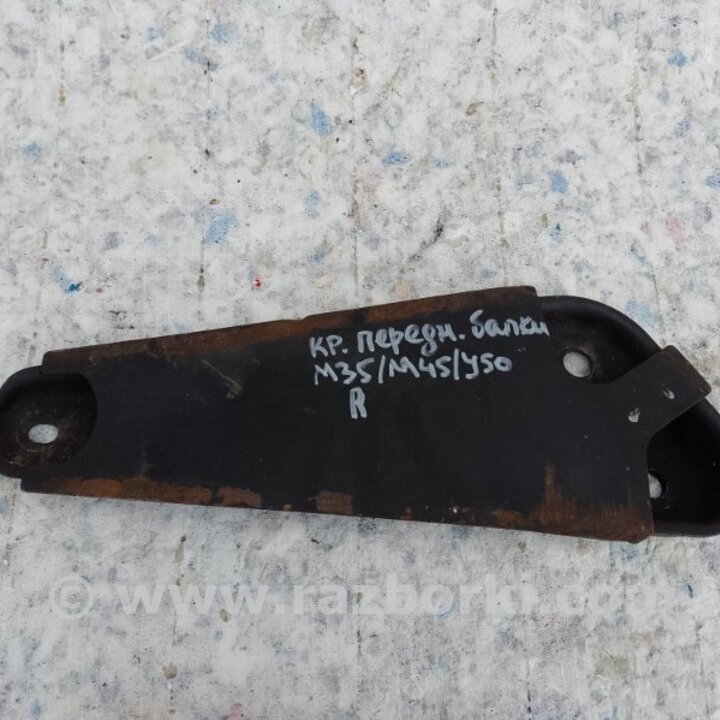 кр. передн. балки
M35/M45/Y50
R
© www.razborki.com